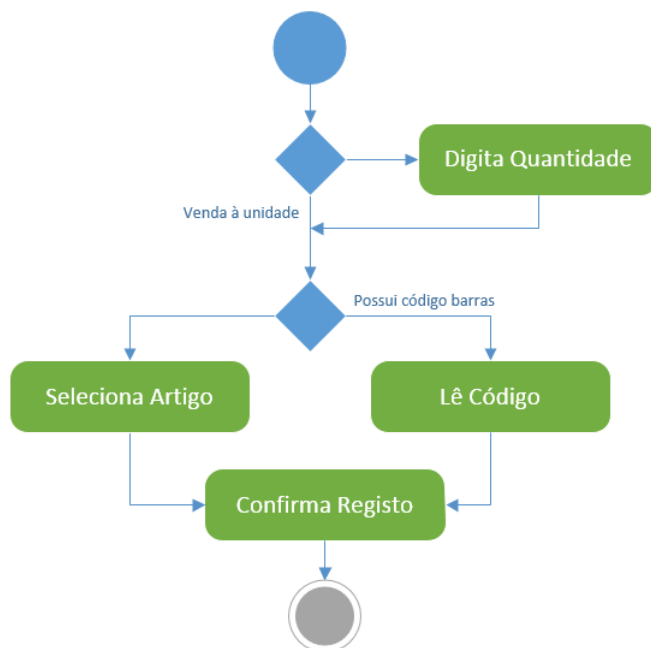 Digita Quantidade
Venda à unidade
Possui código barras
Seleciona Artigo
Lê Código
Confirma Registo